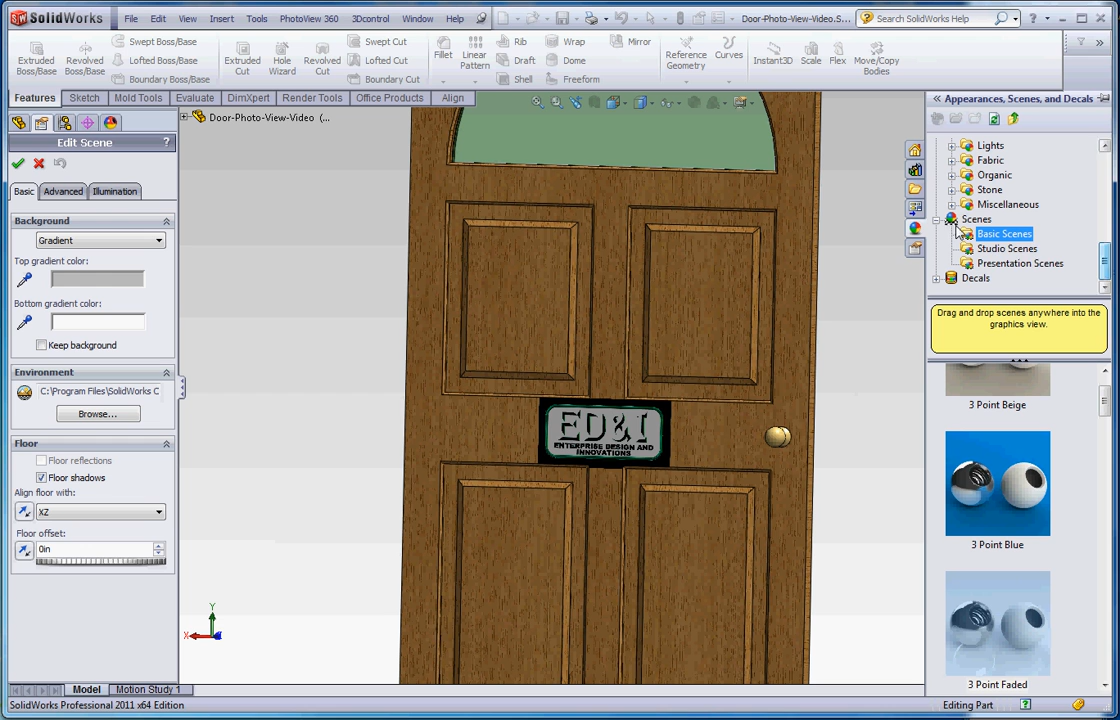 SolidWorks File Edit View Insert Tools PhotoView 360 3Dcontrol Window Help Door-Photo-View-Video.S... Search SolidWorks Help
Extruded Boss/Base
Revolved Boss/Base
Swept Boss/Base
Lofted Boss/Base
Boundary Boss/Base
Extruded Cut
Hole Wizard
Revolved Cut
Swept Cut
Lofted Cut
Boundary Cut
Fillet
Linear Pattern
Rib
Draft
Shell
Wrap
Dome
Freeform
Mirror
Reference Geometry
Curves
Instant3D
Scale
Flex
Move/Copy Bodies
Features Sketch Mold Tools Evaluate DimXpert Render Tools Office Products Align
Door-Photo-View-Video (...
Edit Scene ?
Basic Advanced Illumination
Background
Gradient
Top gradient color:
Bottom gradient color:
Keep background
Environment
C:\Program Files\SolidWorks C
Browse...
Floor
Floor reflections
Floor shadows
Align floor with:
XZ
Floor offset:
0in
ED&I
ENTERPRISE DESIGN AND
INNOVATIONS
Y
X
Appearances, Scenes, and Decals
Lights
Fabric
Organic
Stone
Miscellaneous
Scenes
Basic Scenes
Studio Scenes
Presentation Scenes
Decals
Drag and drop scenes anywhere into the
graphics view.
3 Point Beige
3 Point Blue
3 Point Faded
Model Motion Study 1
SolidWorks Professional 2011 x64 Edition Editing Part